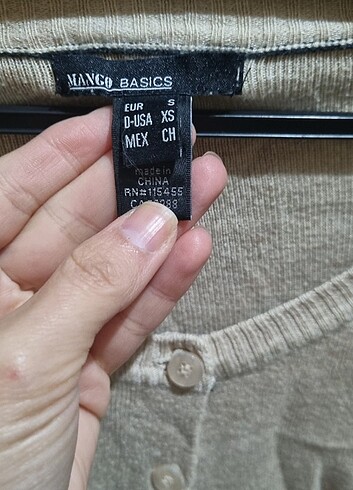 MANGO BASICS
EUR S
D-USA XS
MEX CH
made in
CHINA
RN#115455